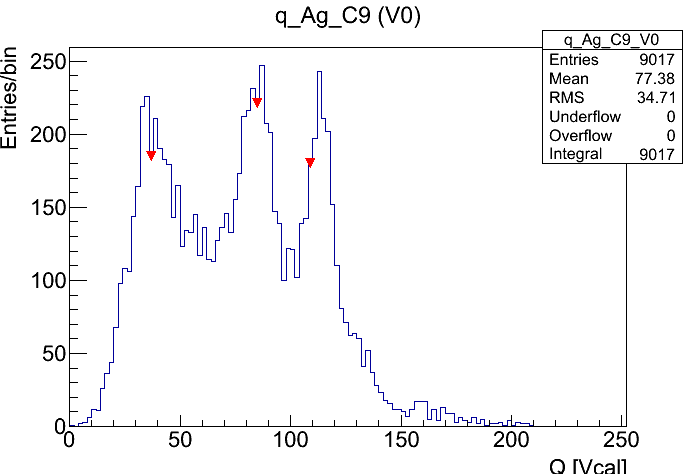 q_Ag_C9 (V0)
q_Ag_C9_V0
Entries 9017
Mean 77.38
RMS 34.71
Underflow 0
Overflow 0
Integral 9017
Entries/bin
250
200
150
100
50
0
0 50 100 150 200 250
Q [Vcal]